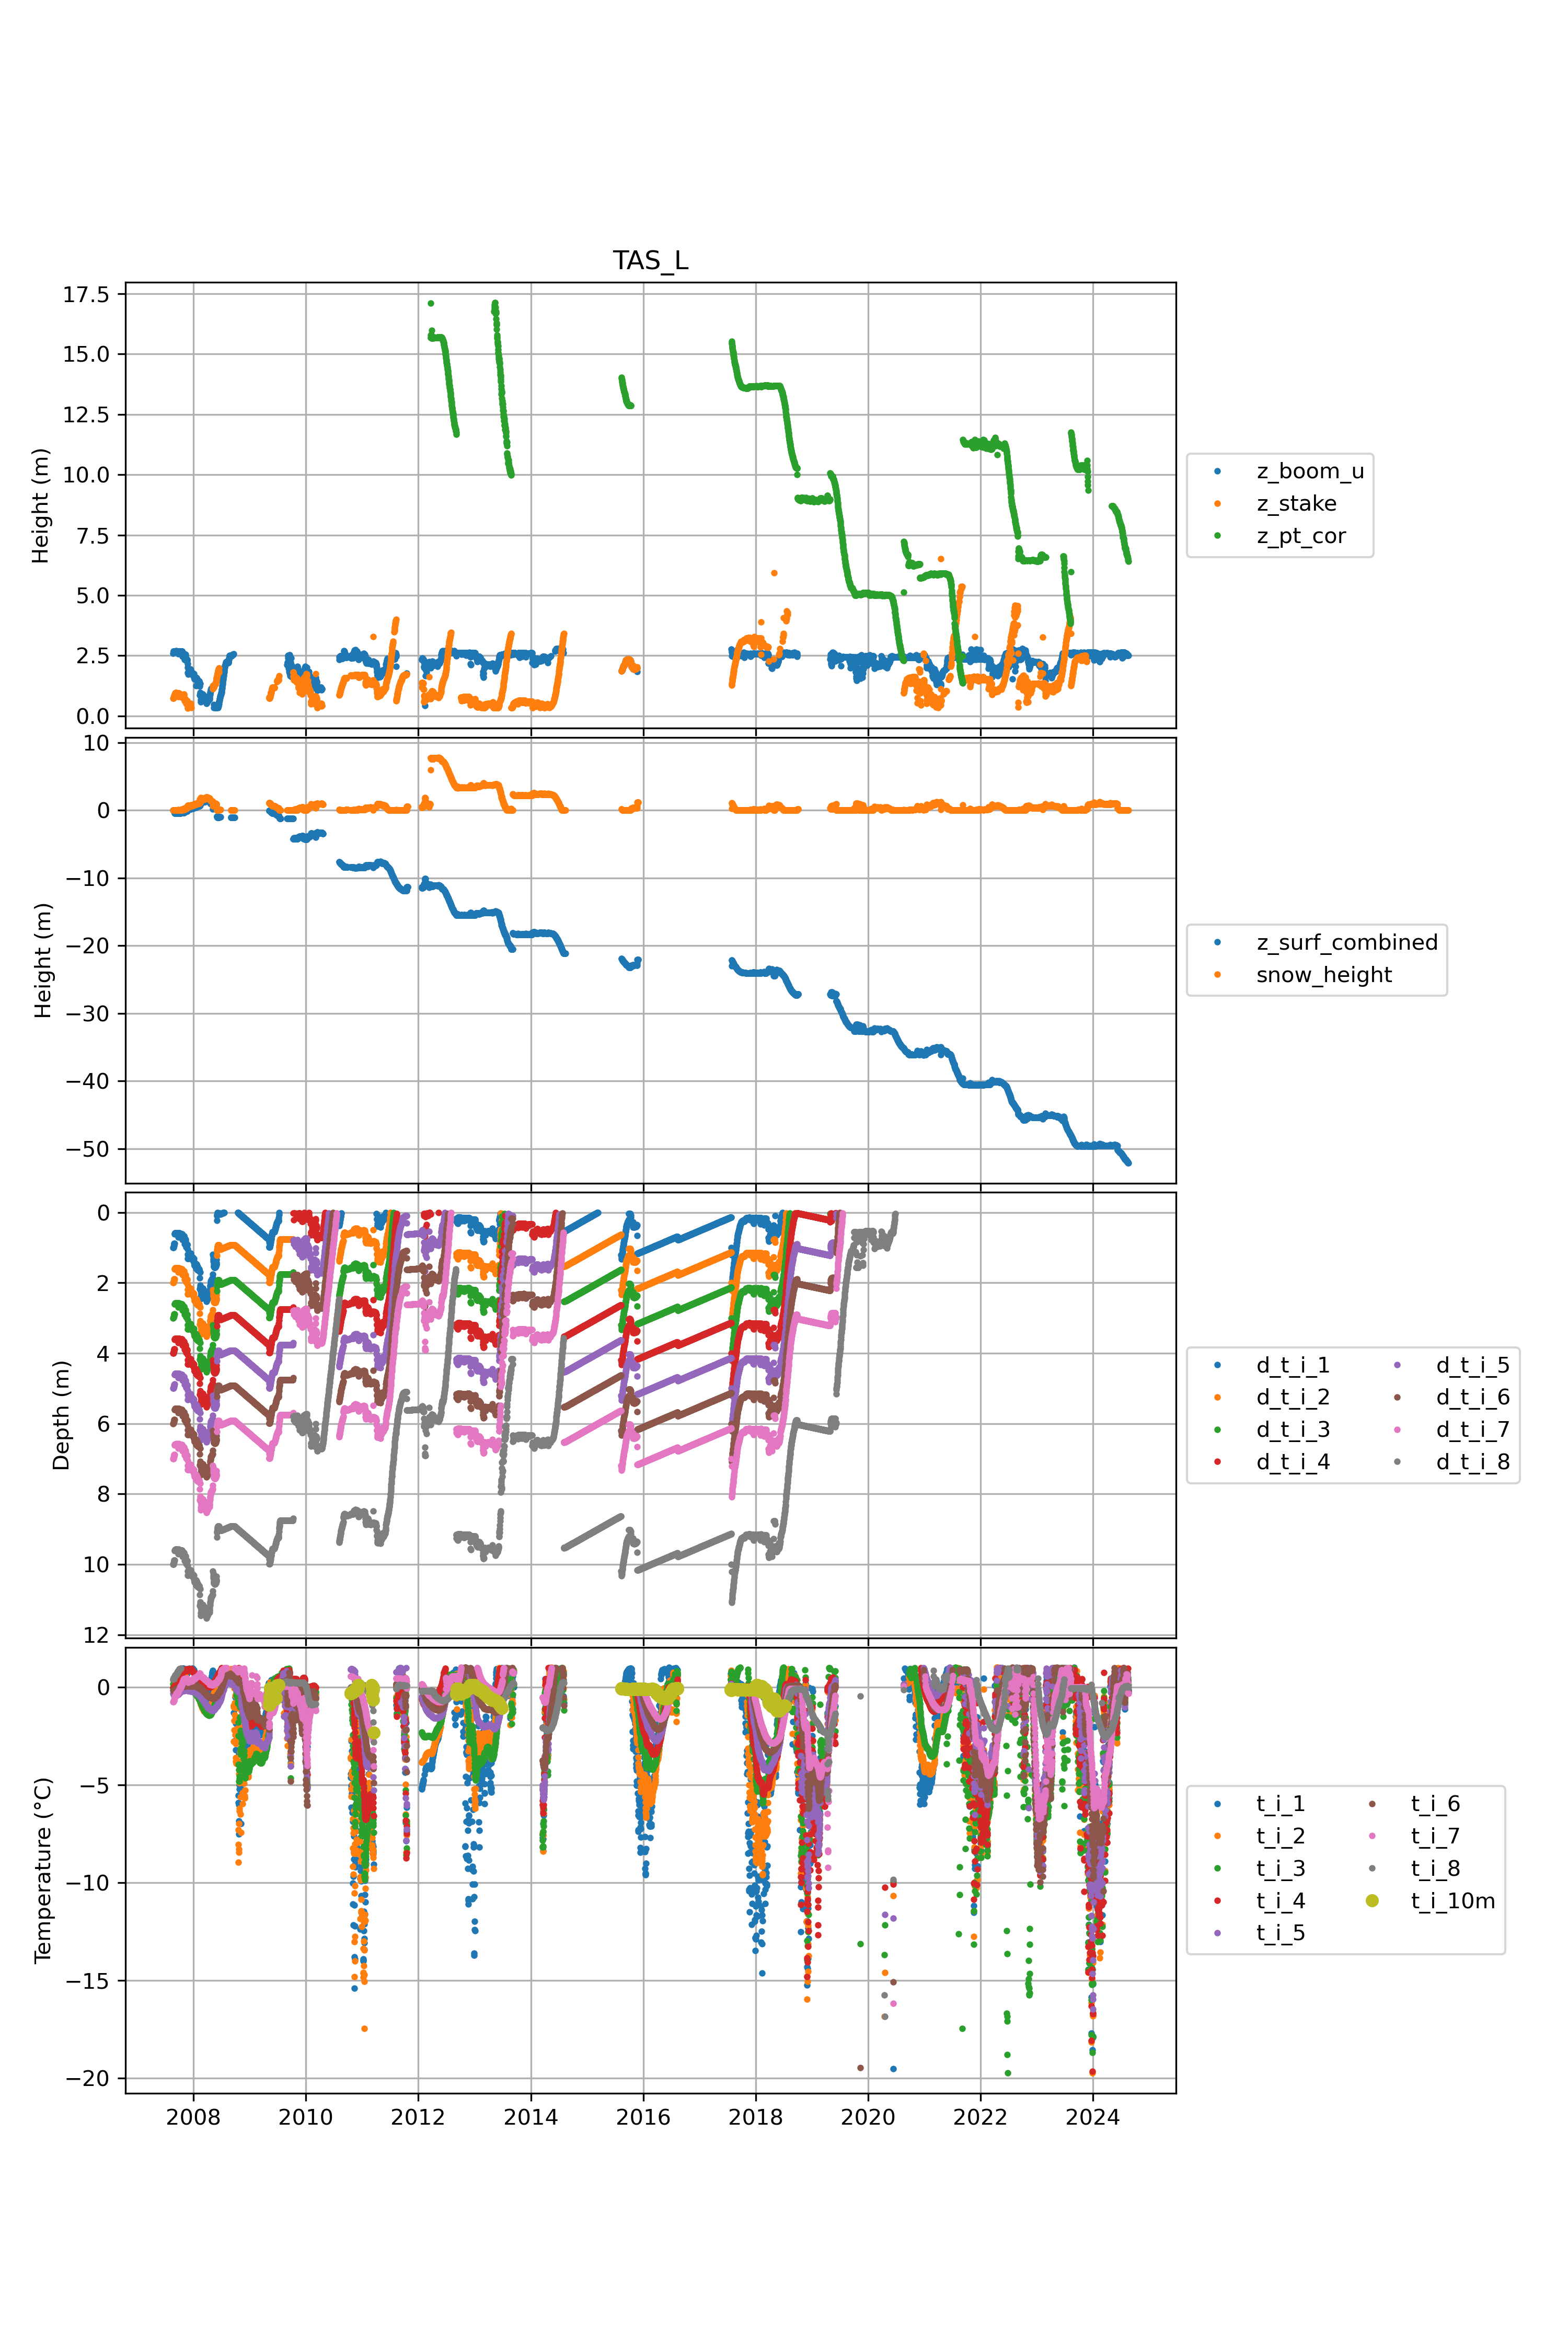 TAS_L
17.5
15.0
12.5
10.0
7.5
5.0
2.5
0.0
Height (m)
z_boom_u
z_stake
z_pt_cor
10
0
−10
−20
−30
−40
−50
Height (m)
z_surf_combined
snow_height
0
2
4
6
8
10
12
Depth (m)
d_t_i_1 d_t_i_5
d_t_i_2 d_t_i_6
d_t_i_3 d_t_i_7
d_t_i_4 d_t_i_8
0
−5
−10
−15
−20
Temperature (°C)
t_i_1 t_i_6
t_i_2 t_i_7
t_i_3 t_i_8
t_i_4 t_i_10m
t_i_5
2008 2010 2012 2014 2016 2018 2020 2022 2024